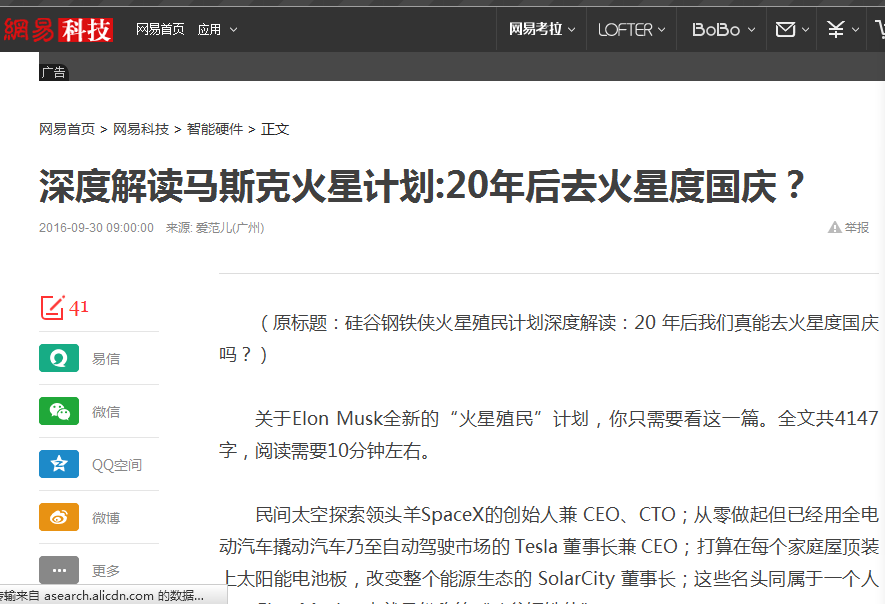 網易科技 网易首页 应用 网易考拉 LOFTER BoBo
广告
网易首页 > 网易科技 > 智能硬件 > 正文
深度解读马斯克火星计划:20年后去火星度国庆？
2016-09-30 09:00:00 来源: 爱范儿(广州) 举报
41
易信
微信
QQ空间
微博
更多
（原标题：硅谷钢铁侠火星殖民计划深度解读：20 年后我们真能去火星度国庆
吗？）
关于Elon Musk全新的“火星殖民”计划，你只需要看这一篇。全文共4147
字，阅读需要10分钟左右。
民间太空探索领头羊SpaceX的创始人兼 CEO、CTO；从零做起但已经用全电
动汽车撬动汽车乃至自动驾驶市场的 Tesla 董事长兼 CEO；打算在每个家庭屋顶装
上太阳能电池板，改变整个能源生态的 SolarCity 董事长；这些名头同属于一个人
传输来自 asearch.alicdn.com 的数据...